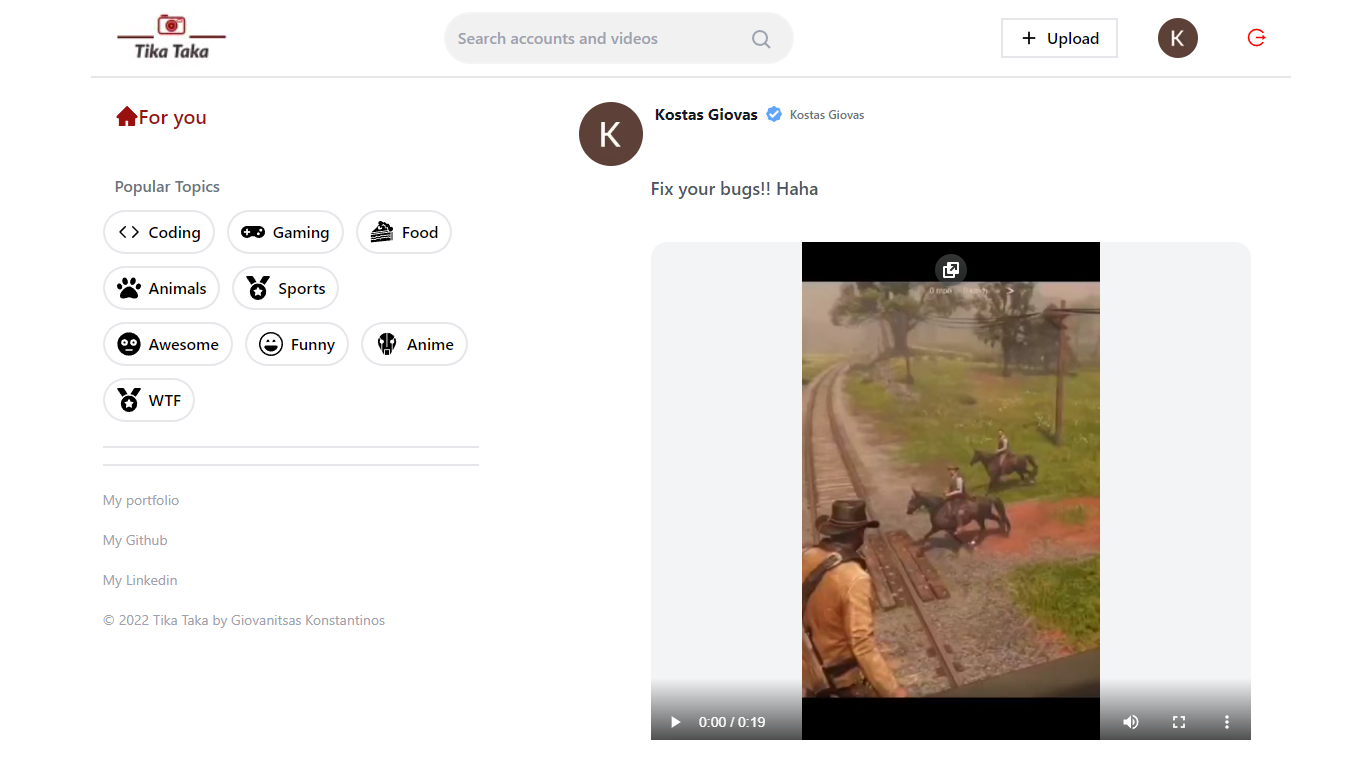 Tika Taka
Search accounts and videos
Upload
K
For you
K
Kostas Giovas Kostas Giovas
Fix your bugs!! Haha
Popular Topics
Coding Gaming Food
Animals Sports
Awesome Funny Anime
WTF
My portfolio
My Github
My Linkedin
© 2022 Tika Taka by Giovanitsas Konstantinos
0:00 / 0:19